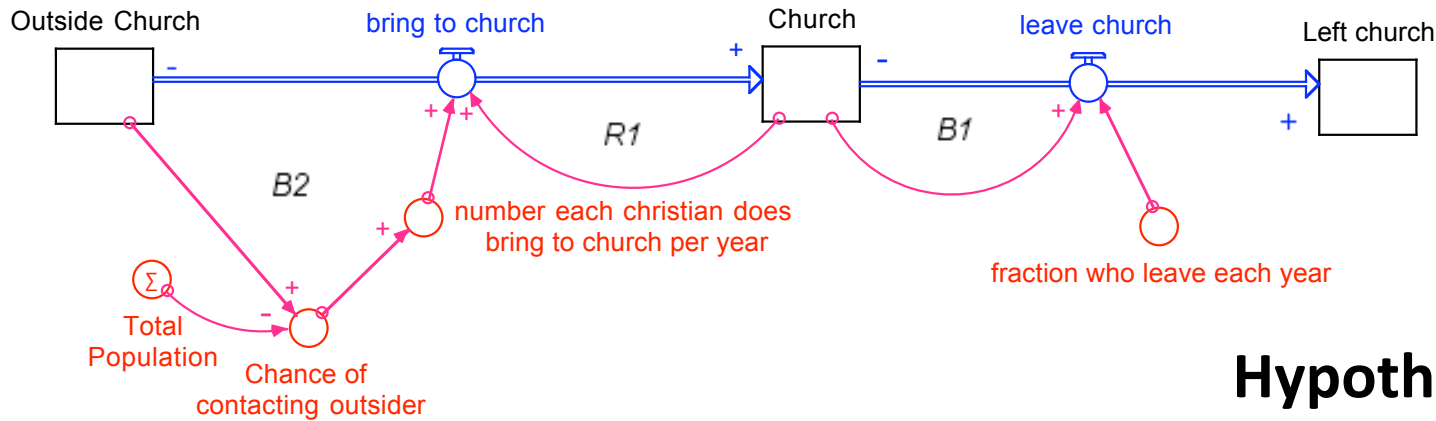 Outside Church
bring to church
Church
leave church
Left church
-
+
-
+
+ +
R1
B1
+
B2
+
number each christian does
bring to church per year
fraction who leave each year
∑
+
-
Total
Population
Chance of
contacting outsider
Hypoth